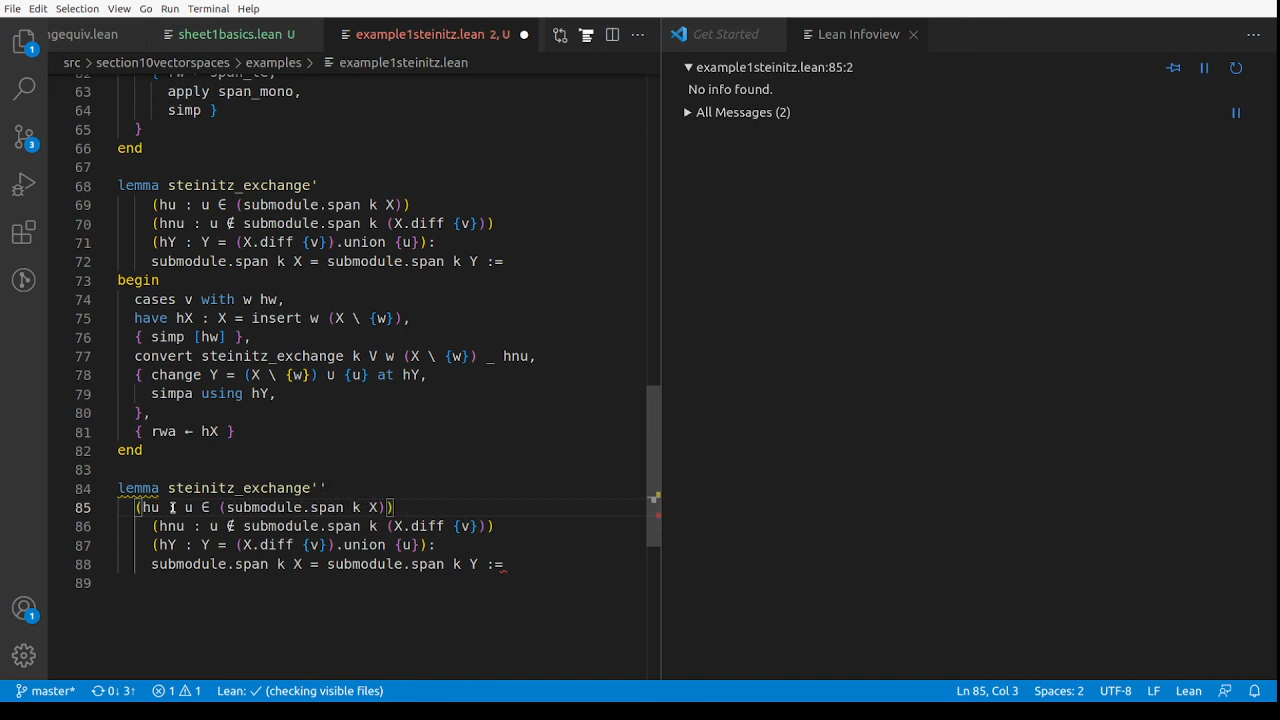 File Edit Selection View Go Run Terminal Help
ngequiv.lean sheet1basics.lean U example1steinitz.lean 2, U Get Started Lean Infoview
src > section10vectorspaces > examples > example1steinitz.lean
example1steinitz.lean:85:2
No info found.
All Messages (2)
63 apply span_mono,
64 simp }
65 }
66 end
67
68 lemma steinitz_exchange'
69 (hu : u ∈ (submodule.span k X))
70 (hnu : u ∉ submodule.span k (X.diff {v}))
71 (hY : Y = (X.diff {v}).union {u}):
72 submodule.span k X = submodule.span k Y :=
73 begin
74 cases v with w hw,
75 have hX : X = insert w (X \ {w}),
76 { simp [hw] },
77 convert steinitz_exchange k V w (X \ {w}) _ hnu,
78 { change Y = (X \ {w}) ∪ {u} at hY,
79 simpa using hY,
80 },
81 { rwa ← hX }
82 end
83
84 lemma steinitz_exchange''
85 (hu : u ∈ (submodule.span k X))
86 (hnu : u ∉ submodule.span k (X.diff {v}))
87 (hY : Y = (X.diff {v}).union {u}):
88 submodule.span k X = submodule.span k Y :=
89
1
3
1
master* 0↓ 3↑ 1 1 Lean: ✓ (checking visible files) Ln 85, Col 3 Spaces: 2 UTF-8 LF Lean